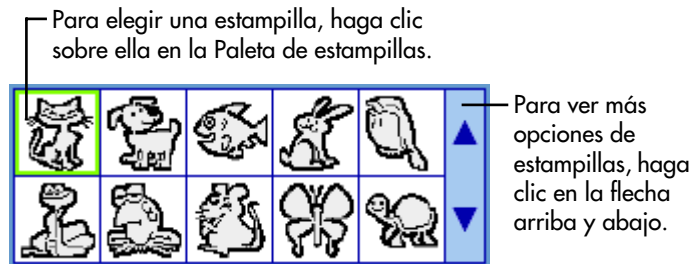 Para elegir una estampilla, haga clic
sobre ella en la Paleta de estampillas.
Para ver más
opciones de
estampillas, haga
clic en la flecha
arriba y abajo.